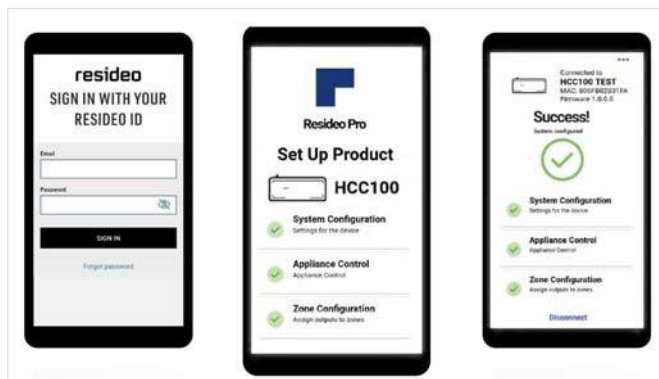 resideo
SIGN IN WITH YOUR
RESIDEO ID
Email
Password
SIGN IN
Forgot password
Resideo Pro
Set Up Product
HCC100
System Configuration
Settings for the device
Appliance Control
Appliance Control
Zone Configuration
Assign outputs to zones
Connected to
HCC100 TEST
Firmware 1.0.0.0
Success!
System configured
System Configuration
Settings for the device
Appliance Control
Appliance Control
Zone Configuration
Assign outputs to zones
Disconnect